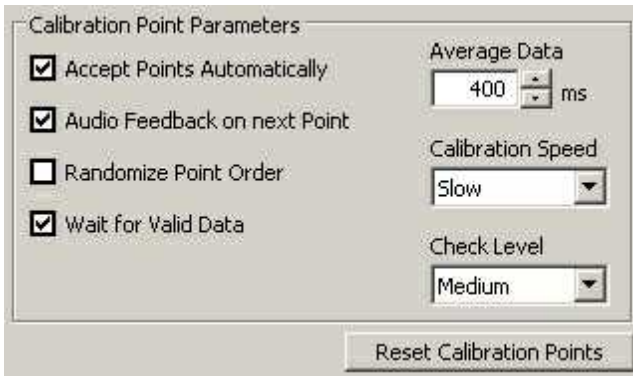 Calibration Point Parameters
Accept Points Automatically
Audio Feedback on next Point
Randomize Point Order
Wait for Valid Data
Average Data
400 ms
Calibration Speed
Slow
Check Level
Medium
Reset Calibration Points